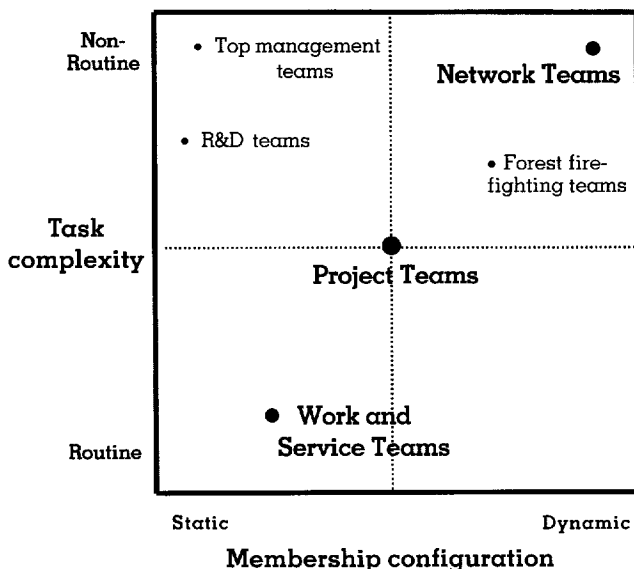 Non-
Routine
• Top management
teams
Network Teams
• R&D teams
• Forest fire-
fighting teams
Task
complexity
Project Teams
• Work and
Service Teams
Routine
Static
Dynamic
Membership configuration